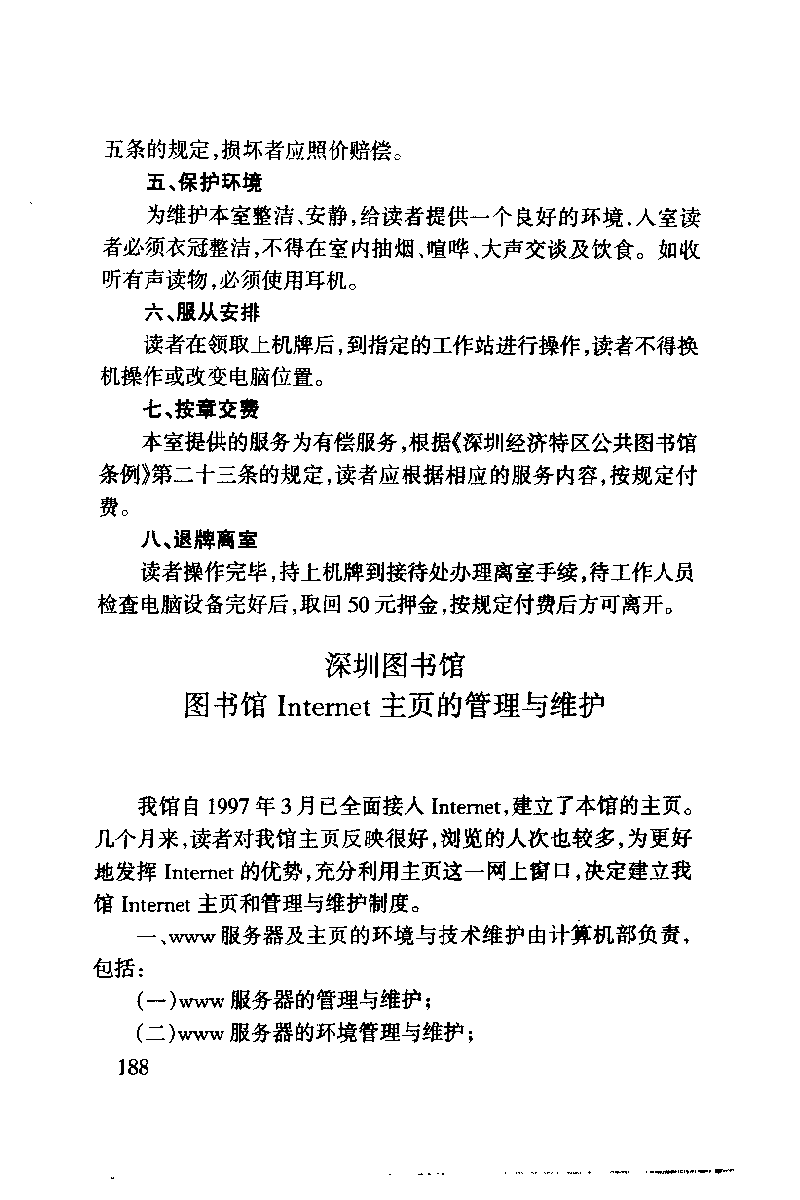 五条的规定,损坏者应照价赔偿。
五、保护环境
为维护本室整洁、安静,给读者提供一个良好的环境.入室读
者必须衣冠整洁,不得在室内抽烟、喧哗、大声交谈及饮食。如收
听有声读物,必须使用耳机。
六、服从安排
读者在领取上机牌后,到指定的工作站进行操作,读者不得换
机操作或改变电脑位置。
七、按章交费
本室提供的服务为有偿服务,根据《深圳经济特区公共图书馆
条例》第二十三条的规定,读者应根据相应的服务内容,按规定付
费。
八、退牌离室
读者操作完毕,持上机牌到接待处办理离室手续,待工作人员
检查电脑设备完好后,取回 50 元押金,按规定付费后方可离开。
深圳图书馆
图书馆 Internet 主页的管理与维护
我馆自 1997 年 3 月已全面接入 Internet,建立了本馆的主页。
几个月来,读者对我馆主页反映很好,浏览的人次也较多,为更好
地发挥 Internet 的优势,充分利用主页这一网上窗口,决定建立我
馆 Internet 主页和管理与维护制度。
一、www 服务器及主页的环境与技术维护由计算机部负责,
包括:
(一)www 服务器的管理与维护;
(二)www 服务器的环境管理与维护;
188